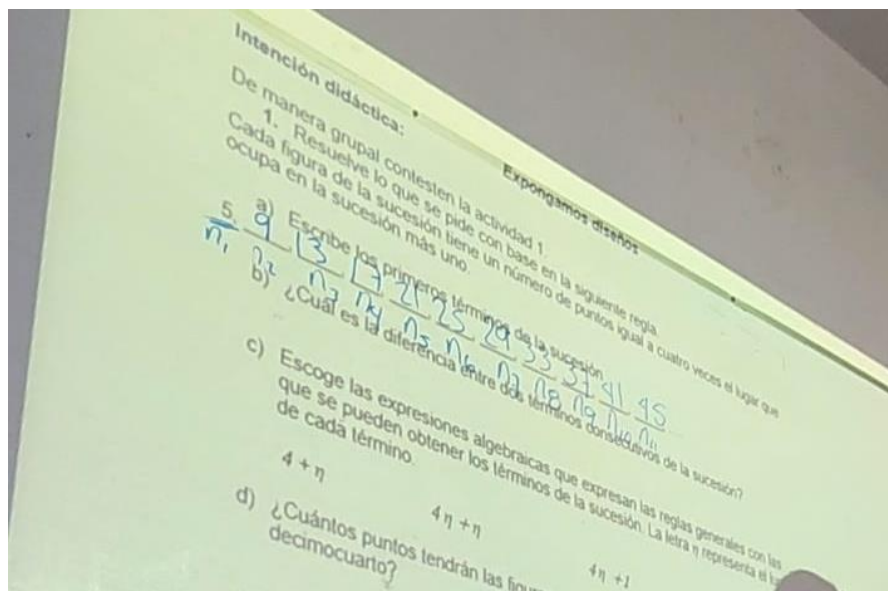 Intención didáctica:
Expongamos diseños
De manera grupal contesten la actividad 1.
1. Resuelve lo que se pide con base en la siguiente regla.
Cada figura de la sucesión tiene un número de puntos igual a cuatro veces el lugar que
ocupa en la sucesión más uno.
a) Escribe los primeros términos de la sucesión
5, 9 13 17 21 25 29 33 37 41 45
n1 n2 n3 n4 n5 n6 n7 n8 n9 n10 n11
b) ¿Cuál es la diferencia entre dos términos consecutivos de la sucesión?
c) Escoge las expresiones algebraicas que expresan las reglas generales con las
que se pueden obtener los términos de la sucesión. La letra η representa el
de cada término.
4 + η
4η + η
4η + 1
d) ¿Cuántos puntos tendrán las
decimocuarto?